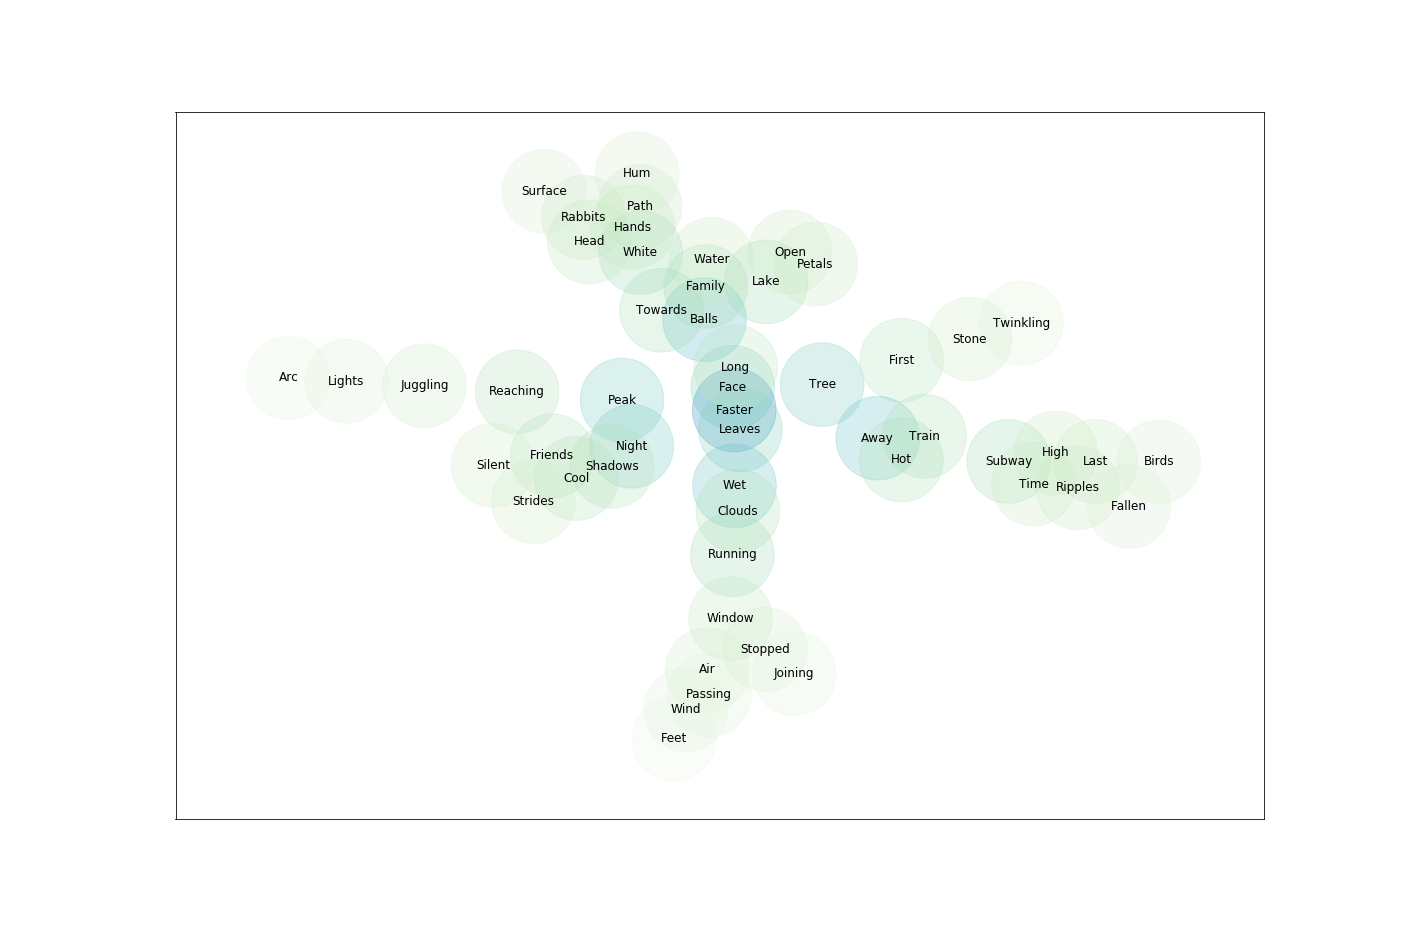 Hum
Surface
Path
Rabbits
Hands
Head
White
Water
Open
Petals
Lake
Family
Towards
Balls
Twinkling
Stone
First
Long
Arc
Lights
Juggling
Reaching
Face
Tree
Peak
Faster
Leaves
Train
Away
Night
Friends
Hot
High
Subway
Last
Birds
Silent
Shadows
Cool
Time
Wet
Ripples
Strides
Fallen
Clouds
Running
Window
Stopped
Air
Joining
Passing
Wind
Feet